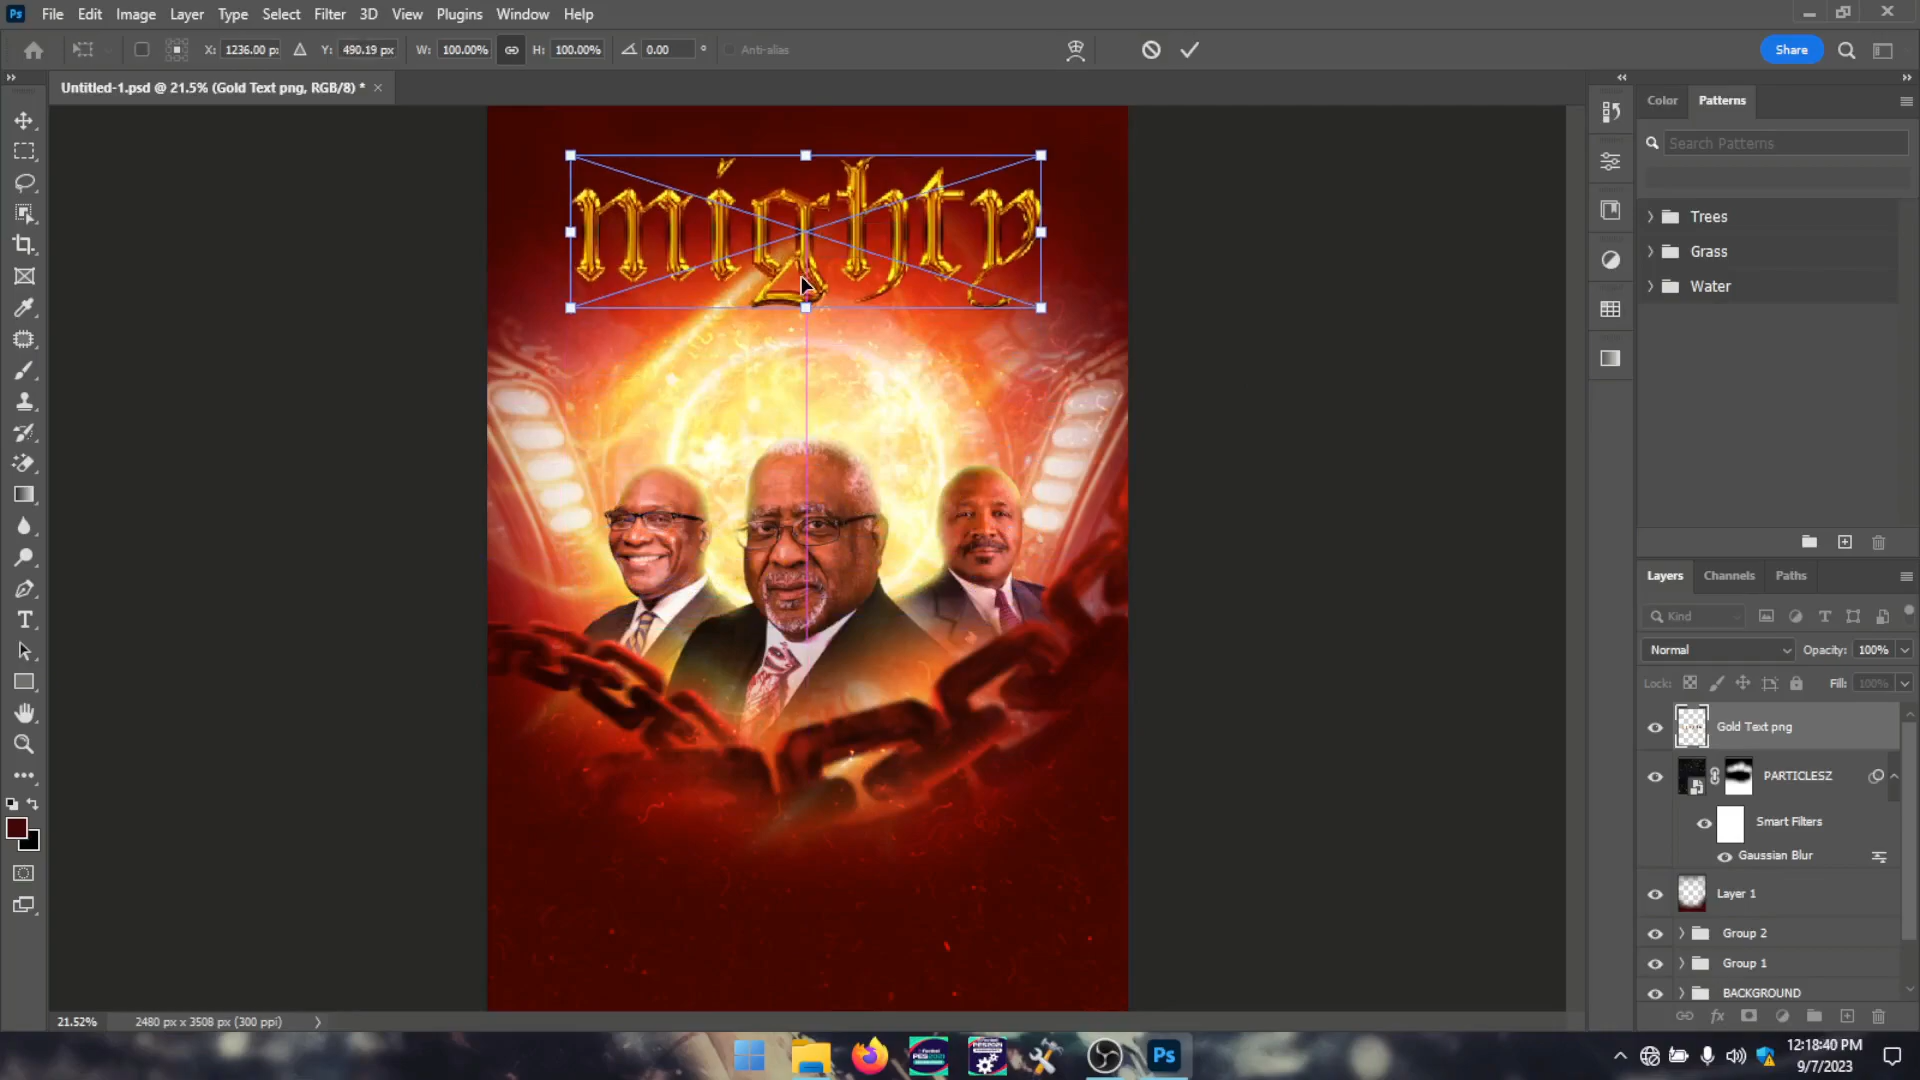 Ps File Edit Image Layer Type Select Filter 3D View Plugins Window Help
X: 1236.00 p: Y: 490.19 px W: 100.00% H: 100.00% 0.00 ° Anti-alias Share
Untitled-1.psd @ 21.5% (Gold Text png, RGB/8) * ×
Color Patterns
Search Patterns
Trees
Grass
Water
mighty
Layers Channels Paths
Kind
Normal Opacity: 100%
Lock: Fill: 100%
Gold Text png
PARTICLESZ
Smart Filters
Gaussian Blur
Layer 1
Group 2
Group 1
BACKGROUND
21.52% 2480 px x 3508 px (300 ppi)
Ps
12:18:40 PM
9/7/2023